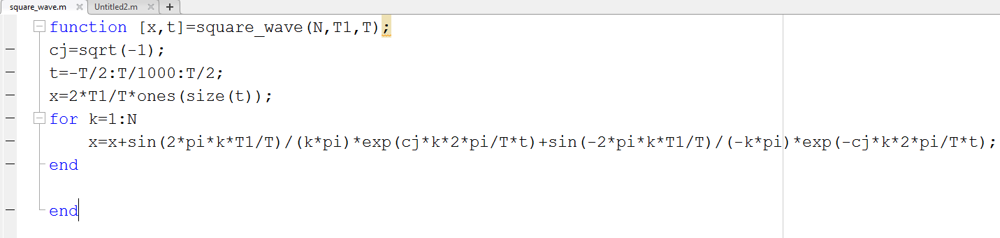 square_wave.m × Untitled2.m × +
function [x,t]=square_wave(N,T1,T);
cj=sqrt(-1);
t=-T/2:T/1000:T/2;
x=2*T1/T*ones(size(t));
for k=1:N
x=x+sin(2*pi*k*T1/T)/(k*pi)*exp(cj*k*2*pi/T*t)+sin(-2*pi*k*T1/T)/(-k*pi)*exp(-cj*k*2*pi/T*t);
end
end